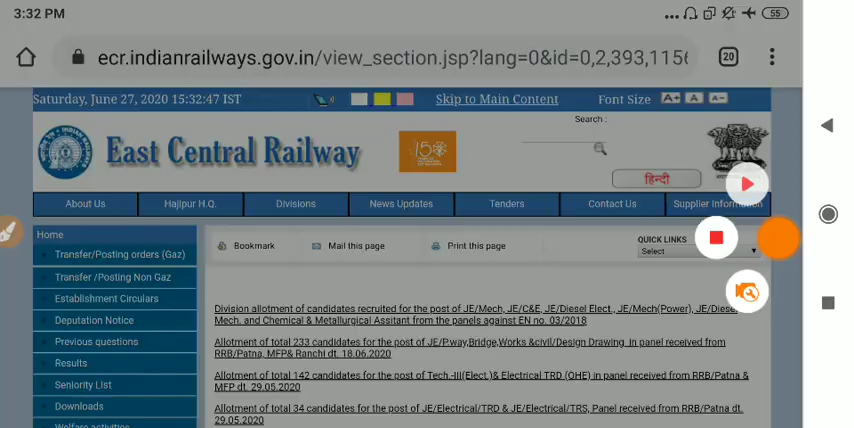 3:32 PM
55
ecr.indianrailways.gov.in/view_section.jsp?lang=0&id=0,2,393,1156
20
Saturday, June 27, 2020 15:32:47 IST
Skip to Main Content
Font Size A+ A A-
Search :
East Central Railway
150
हिन्दी
About Us
Hajipur H.Q.
Divisions
News Updates
Tenders
Contact Us
Supplier Information
Home
Transfer/Posting orders (Gaz)
Transfer /Posting Non Gaz
Establishment Circulars
Deputation Notice
Previous questions
Results
Seniority List
Downloads
Welfare activities
Bookmark
Mail this page
Print this page
QUICK LINKS
Select
Division allotment of candidates recruited for the post of JE/Mech, JE/C&E, JE/Diesel Elect., JE/Mech(Power), JE/Diesel
Mech. and Chemical & Metallurgical Assitant from the panels against EN no. 03/2018
Allotment of total 233 candidates for the post of JE/P.way,Bridge,Works &civil/Design Drawing in panel received from
RRB/Patna, MFP& Ranchi dt. 18.06.2020
Allotment of total 142 candidates for the post of Tech.-III(Elect.)& Electrical TRD (OHE) in panel received from RRB/Patna &
MFP dt. 29.05.2020
Allotment of total 34 candidates for the post of JE/Electrical/TRD & JE/Electrical/TRS, Panel received from RRB/Patna dt.
29.05.2020